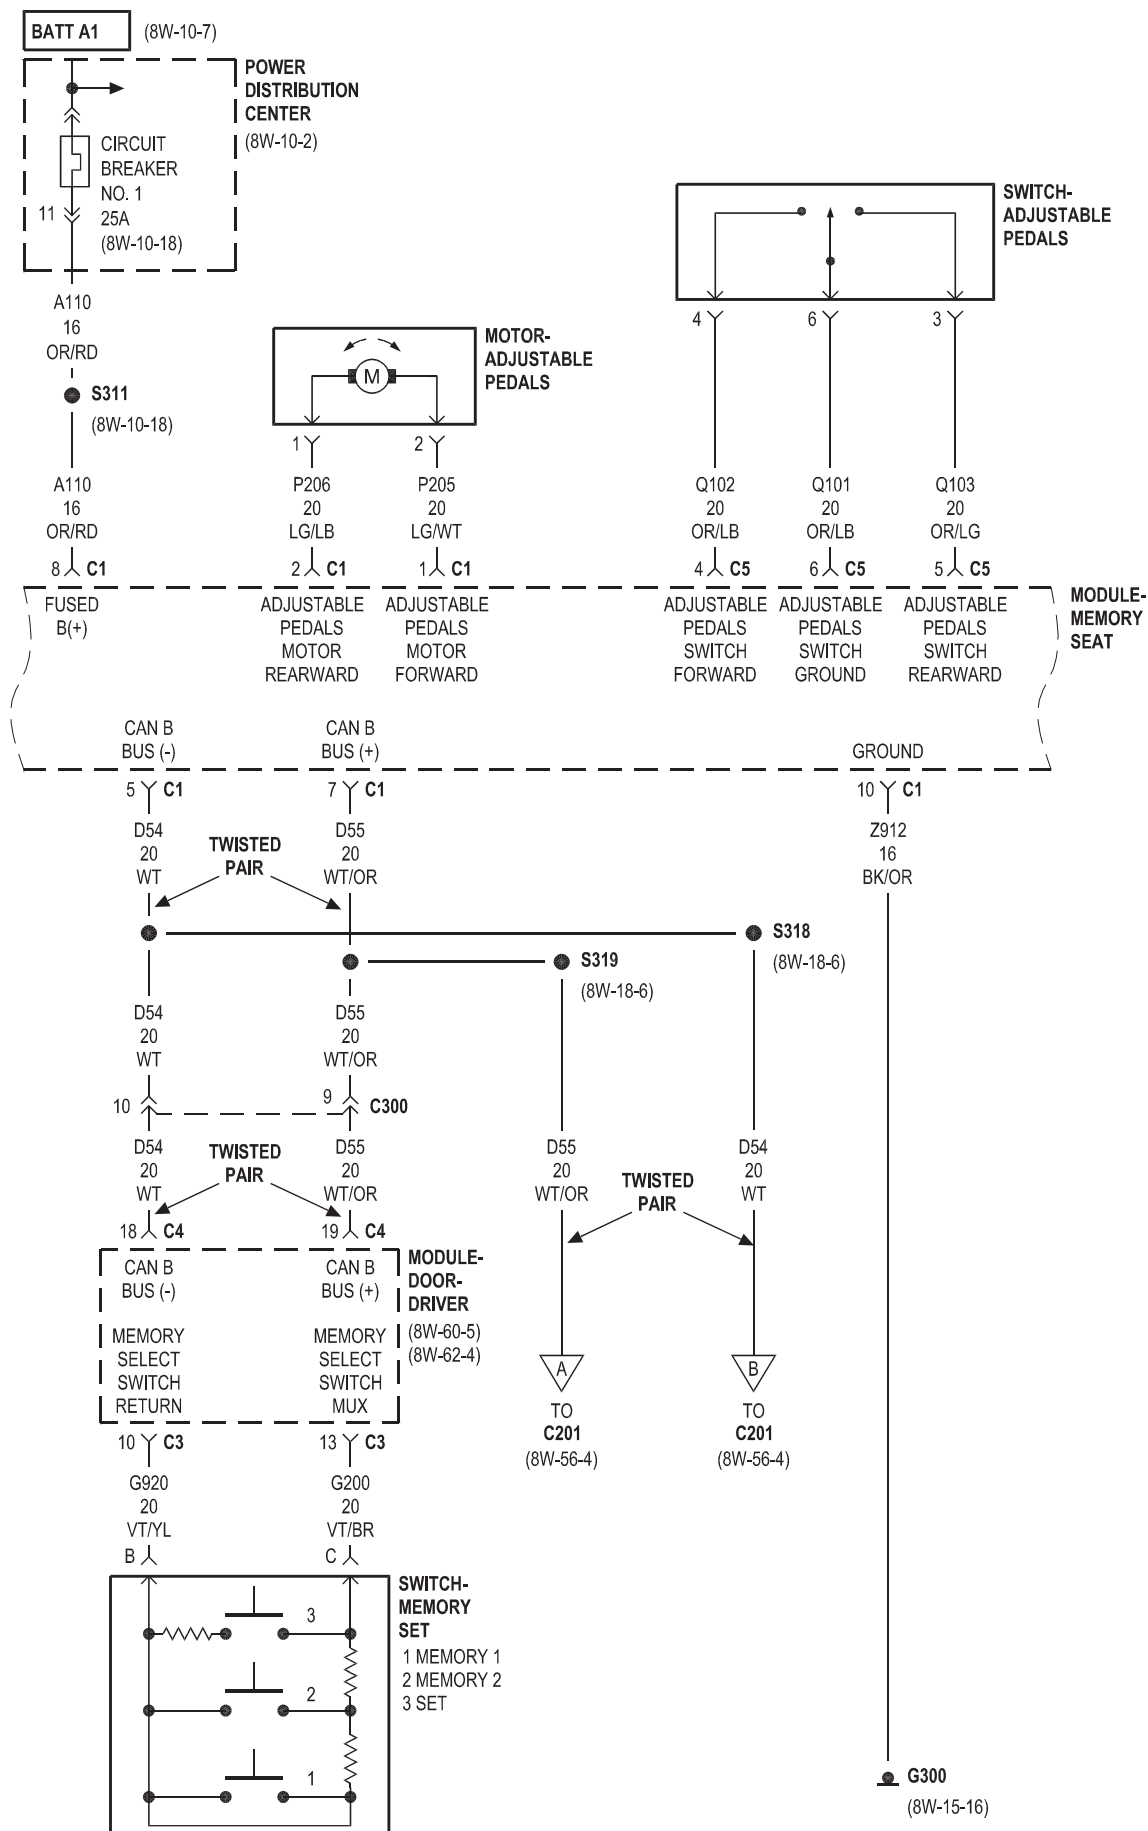 BATT A1 (8W-10-7)
POWER
DISTRIBUTION
CENTER
(8W-10-2)
CIRCUIT
BREAKER
NO. 1
25A
(8W-10-18)
11
A110
16
OR/RD
S311
(8W-10-18)
A110
16
OR/RD
8 C1
MOTOR-
ADJUSTABLE
PEDALS
M
1 2
P206
20
LG/LB
2 C1
P205
20
LG/WT
1 C1
SWITCH-
ADJUSTABLE
PEDALS
4 6 3
Q102
20
OR/LB
4 C5
Q101
20
OR/LB
6 C5
Q103
20
OR/LG
5 C5
MODULE-
MEMORY
SEAT
FUSED
B(+)
ADJUSTABLE
PEDALS
MOTOR
REARWARD
ADJUSTABLE
PEDALS
MOTOR
FORWARD
ADJUSTABLE
PEDALS
SWITCH
FORWARD
ADJUSTABLE
PEDALS
SWITCH
GROUND
ADJUSTABLE
PEDALS
SWITCH
REARWARD
CAN B
BUS (-)
CAN B
BUS (+)
GROUND
5 C1
7 C1
10 C1
D54
20
WT
TWISTED
PAIR
D55
20
WT/OR
Z912
16
BK/OR
S318
(8W-18-6)
S319
(8W-18-6)
D54
20
WT
D55
20
WT/OR
10
9 C300
D54
20
WT
TWISTED
PAIR
D55
20
WT/OR
D55
20
WT/OR
TWISTED
PAIR
D54
20
WT
18 C4
19 C4
MODULE-
DOOR-
DRIVER
(8W-60-5)
(8W-62-4)
CAN B
BUS (-)
CAN B
BUS (+)
MEMORY
SELECT
SWITCH
RETURN
MEMORY
SELECT
SWITCH
MUX
A
TO
C201
(8W-56-4)
B
TO
C201
(8W-56-4)
10 C3
13 C3
G920
20
VT/YL
B
G200
20
VT/BR
C
SWITCH-
MEMORY
SET
1 MEMORY 1
2 MEMORY 2
3 SET
3
2
1
G300
(8W-15-16)